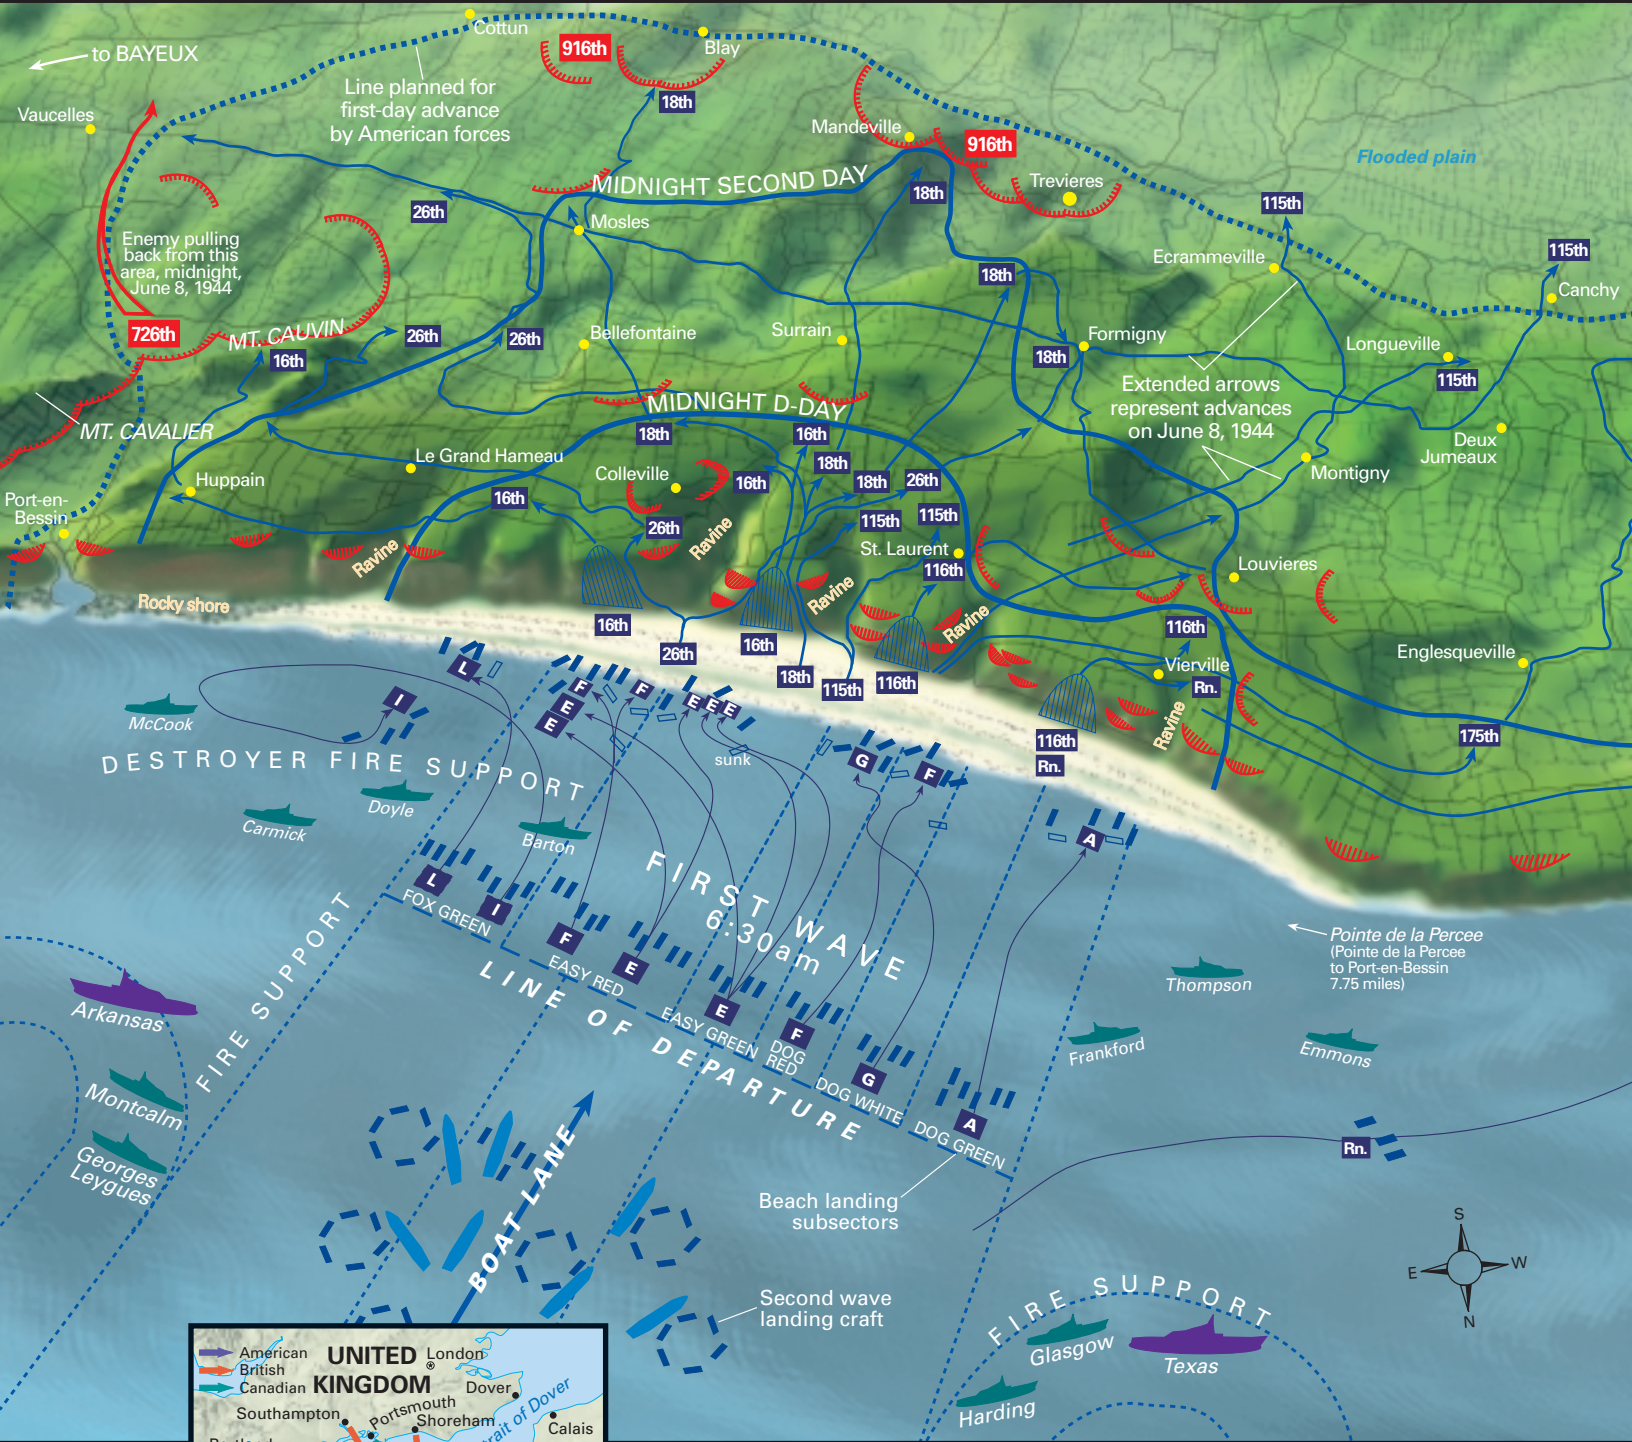 Cottun
916th
Blay
to BAYEUX
Line planned for
first-day advance
by American forces
18th
Vaucelles
Mandeville
916th
Flooded plain
Trevieres
MIDNIGHT SECOND DAY
18th
26th
115th
Mosles
Enemy pulling
back from this
area, midnight,
June 8, 1944
Ecrammeville
115th
18th
Canchy
726th
MT. CAUVIN
26th
26th
Bellefontaine
Surrain
Formigny
18th
Longueville
16th
115th
Extended arrows
represent advances
on June 8, 1944
MIDNIGHT D-DAY
MT. CAVALIER
18th
16th
Deux
Jumeaux
Le Grand Hameau
18th
Montigny
Colleville
Huppain
16th
18th
26th
16th
Port-en-
Bessin
26th
115th
115th
Ravine
Ravine
St. Laurent
116th
Louvieres
Ravine
Ravine
Rocky shore
16th
16th
116th
26th
Englesqueville
Vierville
18th
115th
116th
Rn.
Ravine
175th
116th
Rn.
L
I
F
E
E
F
E
E
E
McCook
sunk
G
F
DESTROYER FIRE SUPPORT
Doyle
Carmick
Barton
A
FIRST WAVE
6:30am
L
FOX GREEN
I
F
EASY RED
E
E
EASY GREEN
F
DOG
RED
G
DOG WHITE
A
DOG GREEN
LINE OF DEPARTURE
FIRE SUPPORT
Pointe de la Percee
(Pointe de la Percee
to Port-en-Bessin
7.75 miles)
Thompson
Arkansas
Frankford
Emmons
Montcalm
Georges
Leygues
Rn.
BOAT LANE
Beach landing
subsectors
S
E
W
N
Second wave
landing craft
FIRE SUPPORT
Glasgow
Texas
Harding
American
British
Canadian
UNITED
KINGDOM
London
Dover
Strait of Dover
Southampton
Portsmouth
Shoreham
Calais